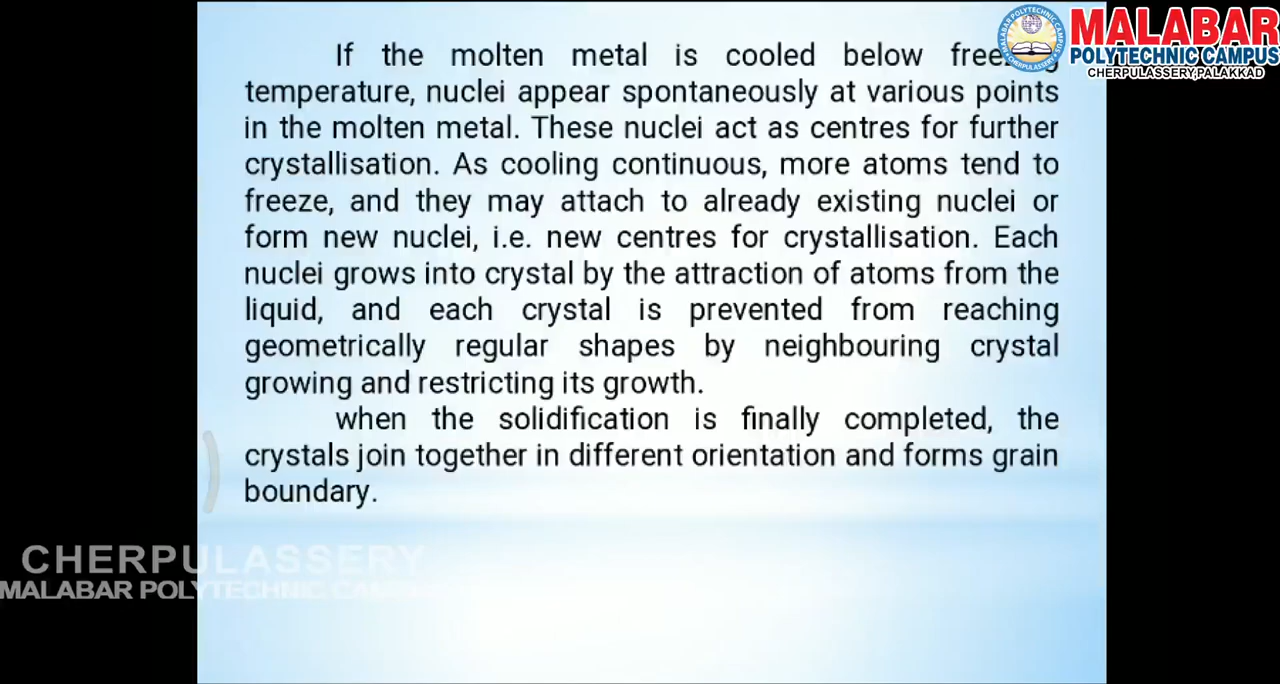 If the molten metal is cooled below
temperature, nuclei appear spontaneously at various points
in the molten metal. These nuclei act as centres for further
crystallisation. As cooling continuous, more atoms tend to
freeze, and they may attach to already existing nuclei or
form new nuclei, i.e. new centres for crystallisation. Each
nuclei grows into crystal by the attraction of atoms from the
liquid, and each crystal is prevented from reaching
geometrically regular shapes by neighbouring crystal
growing and restricting its growth.
when the solidification is finally completed, the
crystals join together in different orientation and forms grain
boundary.
MALABAR
POLYTECHNIC CAMPUS
CHERPULASSERY,PALAKKAD
CHERPULASSERY
MALABAR POLYTECHNIC